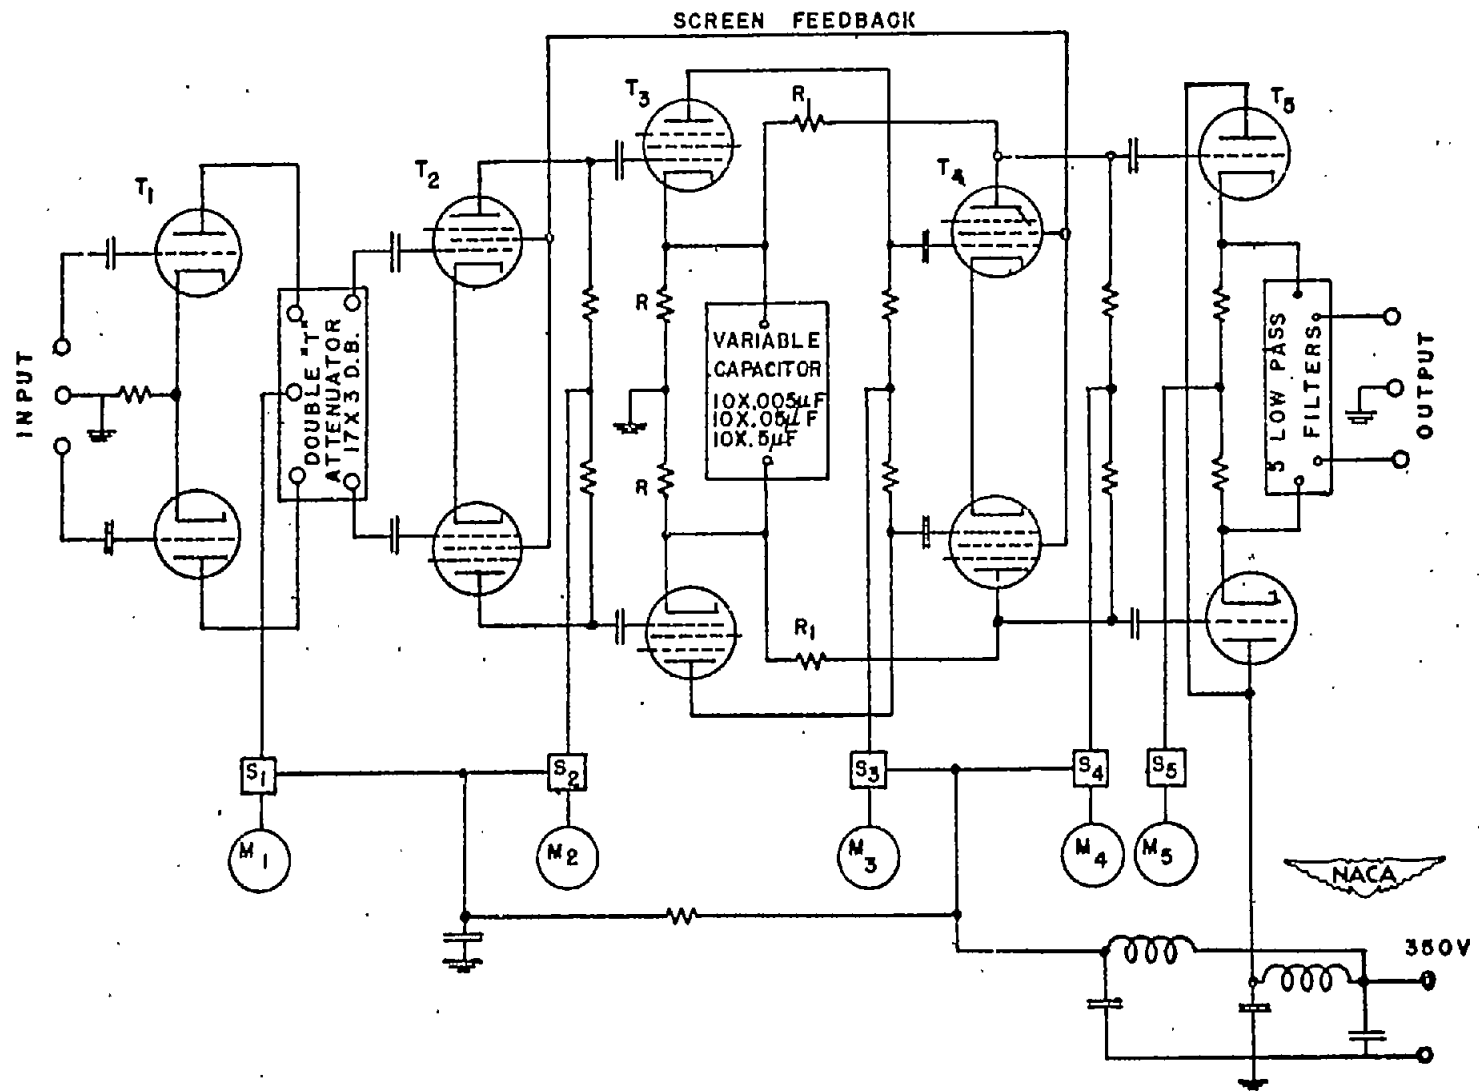 SCREEN FEEDBACK
T3
R1
T5
T1
T2
T4
INPUT
DOUBLE "T"
ATTENUATOR
17X3 D.B.
R
R
VARIABLE
CAPACITOR
10X.005µF
10X.05µF
10X.5µF
5 LOW PASS
FILTERS
OUTPUT
R1
S1
S2
S3
S4
S5
M1
M2
M3
M4
M5
NACA
350V